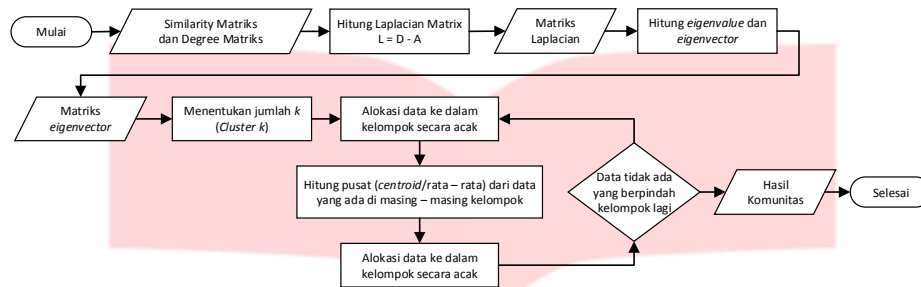 Mulai
Similarity Matriks
dan Degree Matriks
Hitung Laplacian Matrix
L = D - A
Matriks
Laplacian
Hitung eigenvalue dan
eigenvector
Matriks
eigenvector
Menentukan jumlah k
(Cluster k)
Alokasi data ke dalam
kelompok secara acak
Hitung pusat (centroid/rata – rata) dari data
yang ada di masing – masing kelompok
Alokasi data ke dalam
kelompok secara acak
Data tidak ada
yang berpindah
kelompok lagi
Hasil
Komunitas
Selesai